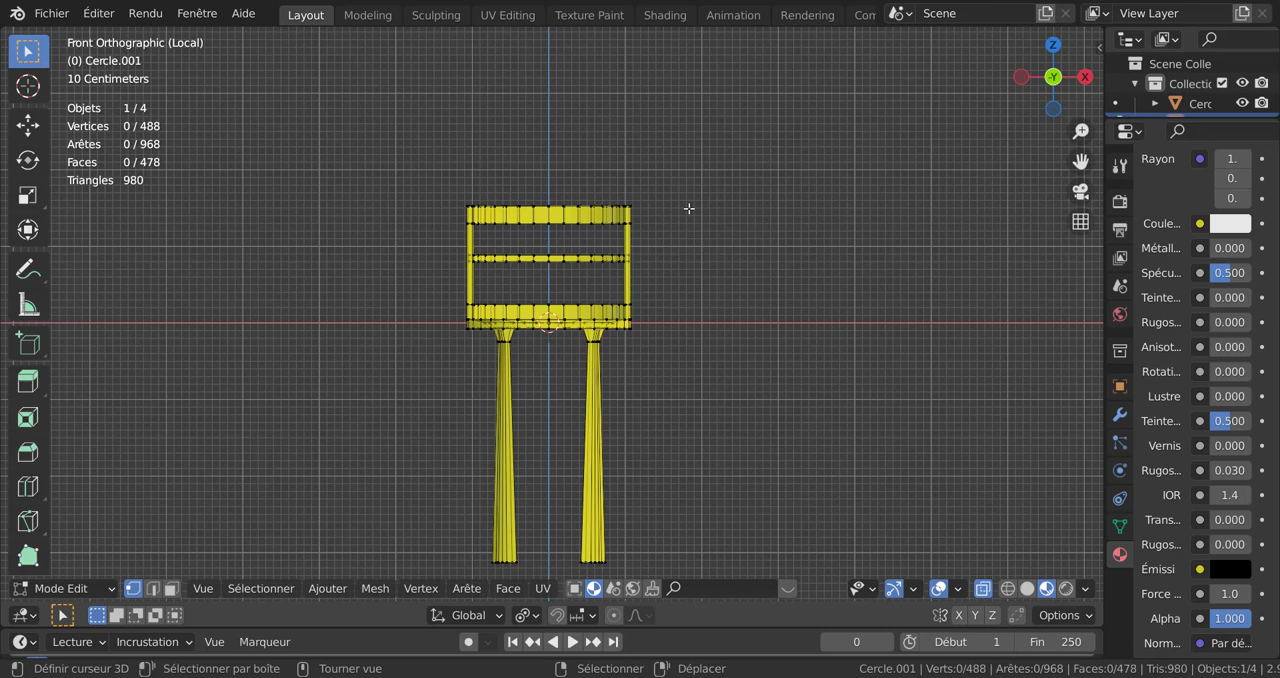 Fichier Éditer Rendu Fenêtre Aide Layout Modeling Sculpting UV Editing Texture Paint Shading Animation Rendering Con Scene View Layer
Front Orthographic (Local)
(0) Cercle.001
10 Centimeters
Objets 1 / 4
Vertices 0 / 488
Arêtes 0 / 968
Faces 0 / 478
Triangles 980
Z
-Y X
Scene Colle
Collectic
Cerc
Rayon 1.
0.
0.
Coule...
Métall... 0.000
Spécu... 0.500
Teinte... 0.000
Rugos... 0.000
Anisot... 0.000
Rotati... 0.000
Lustre 0.000
Teinte... 0.500
Vernis 0.000
Rugos... 0.030
IOR 1.4
Trans... 0.000
Rugos... 0.000
Émissi
Force ... 1.0
Alpha 1.000
Norm... Par dé...
Mode Edit Vue Sélectionner Ajouter Mesh Vertex Arête Face UV
Global X Y Z Options
Lecture Incrustation Vue Marqueur 0 Début 1 Fin 250
Définir curseur 3D Sélectionner par boîte Tourner vue Sélectionner Déplacer Cercle.001 | Verts:0/488 | Arêtes:0/968 | Faces:0/478 | Tris:980 | Objects:1/4 | 2.9